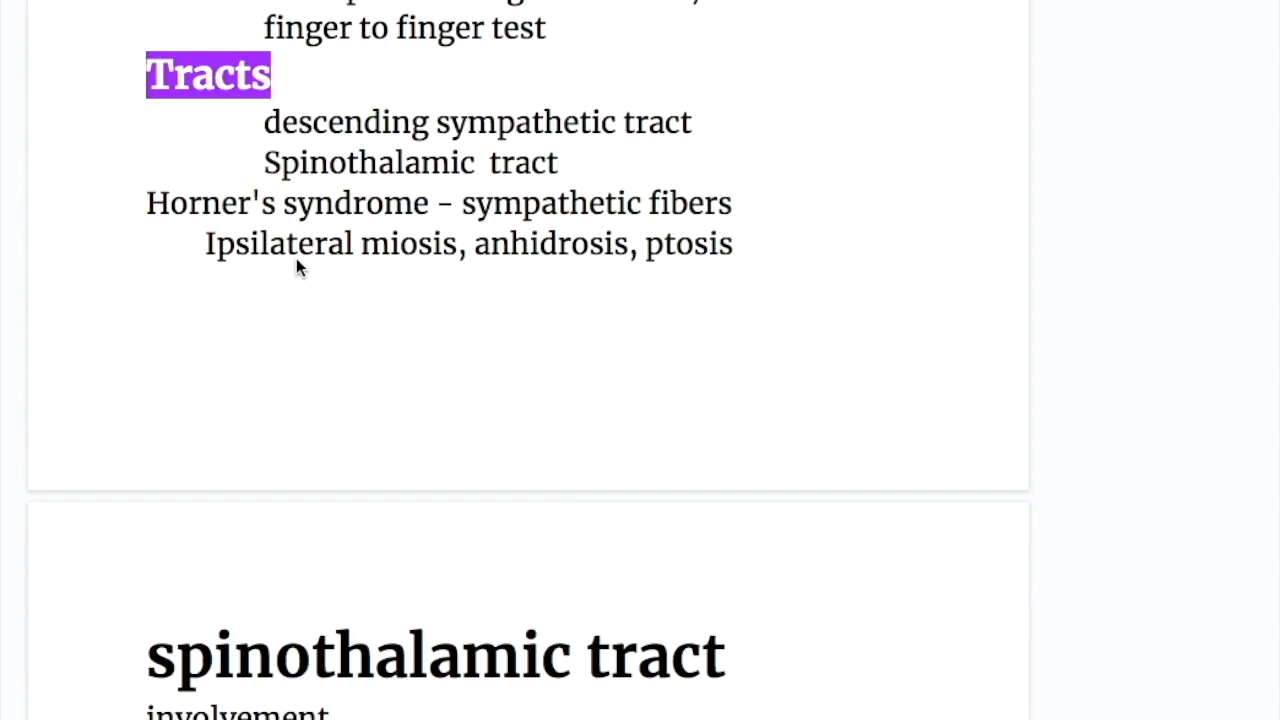 finger to finger test
Tracts
descending sympathetic tract
Spinothalamic  tract
Horner's syndrome - sympathetic fibers
Ipsilateral miosis, anhidrosis, ptosis
spinothalamic tract
involvement